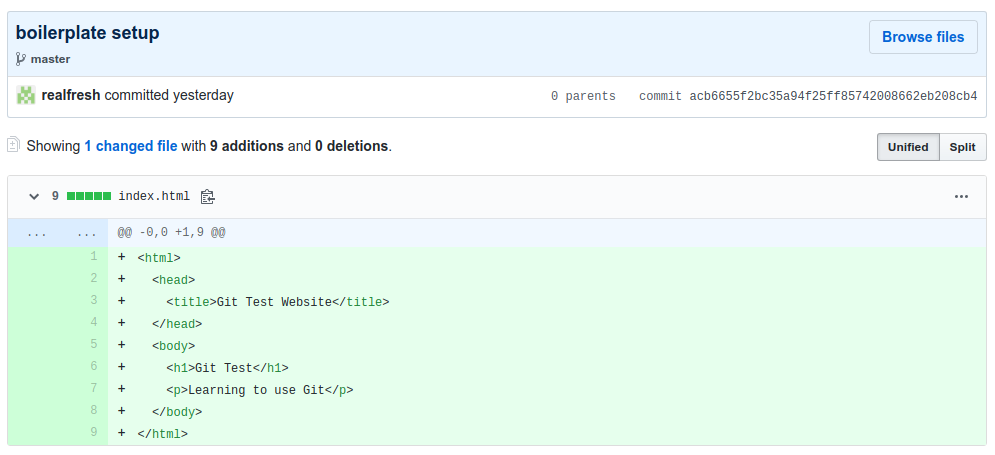 boilerplate setup
Browse files
master
realfresh committed yesterday
0 parents commit acb6655f2bc35a94f25ff85742008662eb208cb4
Showing 1 changed file with 9 additions and 0 deletions.
Unified Split
9 index.html
... ... @@ -0,0 +1,9 @@
1 + <html>
2 + <head>
3 + <title>Git Test Website</title>
4 + </head>
5 + <body>
6 + <h1>Git Test</h1>
7 + <p>Learning to use Git</p>
8 + </body>
9 + </html>